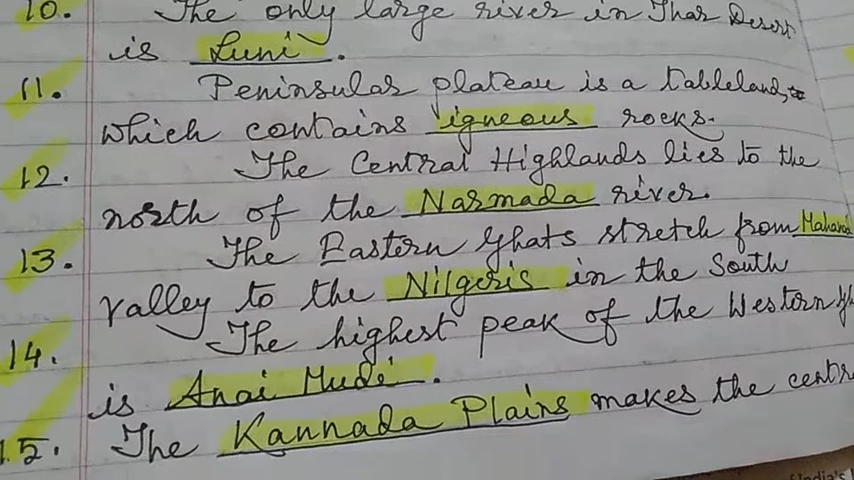 10. The only large river in Thar Desert
is Luni.
11. Peninsular plateau is a tableland,
which contains igneous rocks.
12. The Central Highlands lies to the
north of the Narmada river.
13. The Eastern Ghats stretch from
valley to the Nilgeris in the South
14. The highest peak of the Western
is Anai Mudi.
15. The Kannada Plains makes the
India's